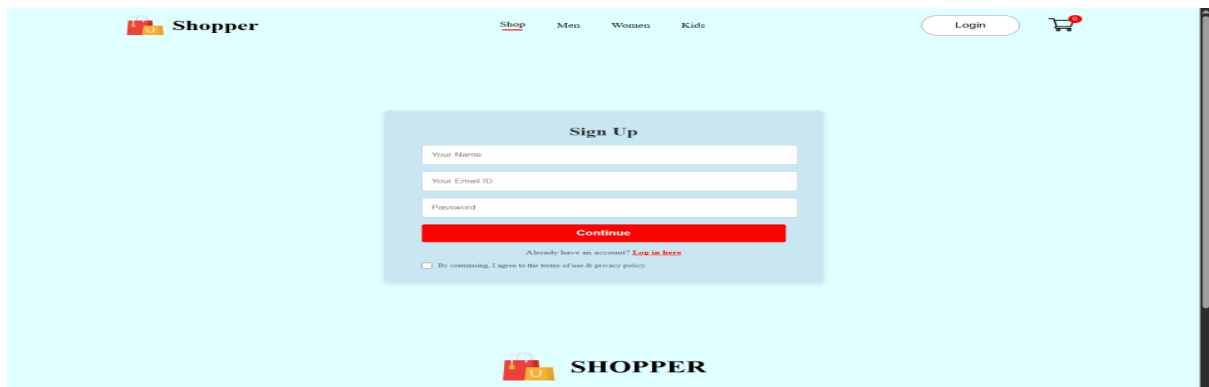 Shopper
Shop Men Women Kids
Login
0
Sign Up
Your Name
Your Email ID
Password
Continue
Already have an account? Log in here
By continuing, I agree to the terms of use & privacy policy.
U
SHOPPER